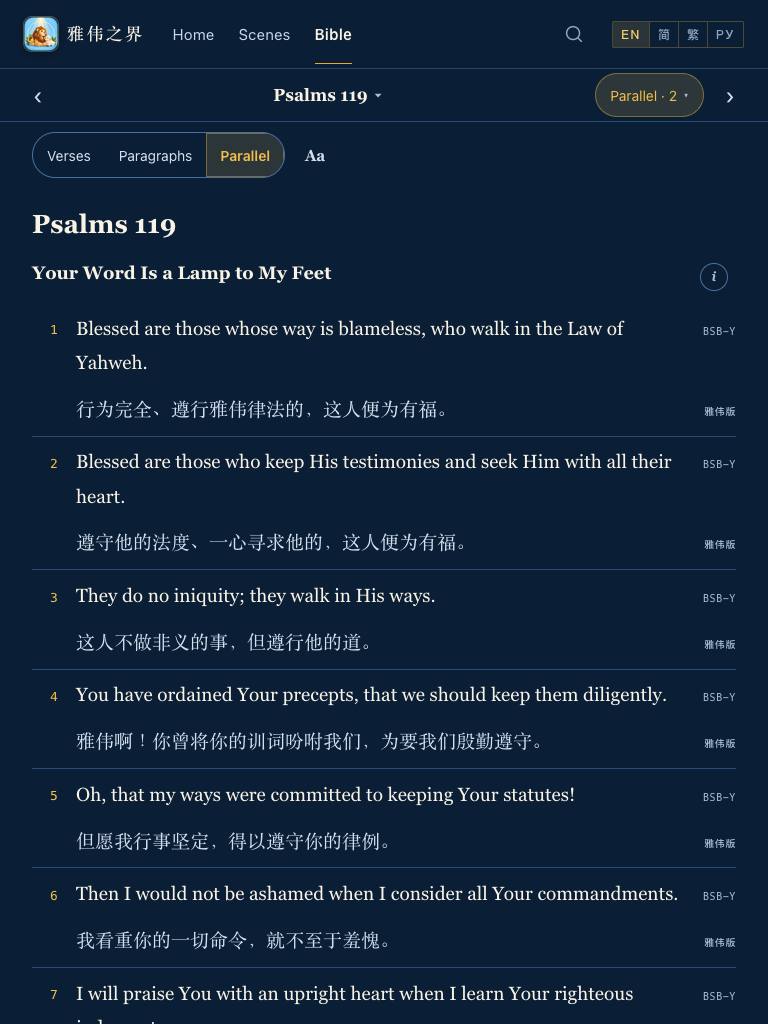 雅伟之界 Home Scenes Bible EN 简 繁 РУ
‹ Psalms 119 Parallel · 2 ›
Verses Paragraphs Parallel Aa
Psalms 119
Your Word Is a Lamp to My Feet i
1 Blessed are those whose way is blameless, who walk in the Law of BSB-Y
Yahweh.
行为完全、遵行雅伟律法的，这人便为有福。 雅伟版
2 Blessed are those who keep His testimonies and seek Him with all their BSB-Y
heart.
遵守他的法度、一心寻求他的，这人便为有福。 雅伟版
3 They do no iniquity; they walk in His ways. BSB-Y
这人不做非义的事，但遵行他的道。 雅伟版
4 You have ordained Your precepts, that we should keep them diligently. BSB-Y
雅伟啊！你曾将你的训词吩咐我们，为要我们殷勤遵守。 雅伟版
5 Oh, that my ways were committed to keeping Your statutes! BSB-Y
但愿我行事坚定，得以遵守你的律例。 雅伟版
6 Then I would not be ashamed when I consider all Your commandments. BSB-Y
我看重你的一切命令，就不至于羞愧。 雅伟版
7 I will praise You with an upright heart when I learn Your righteous BSB-Y